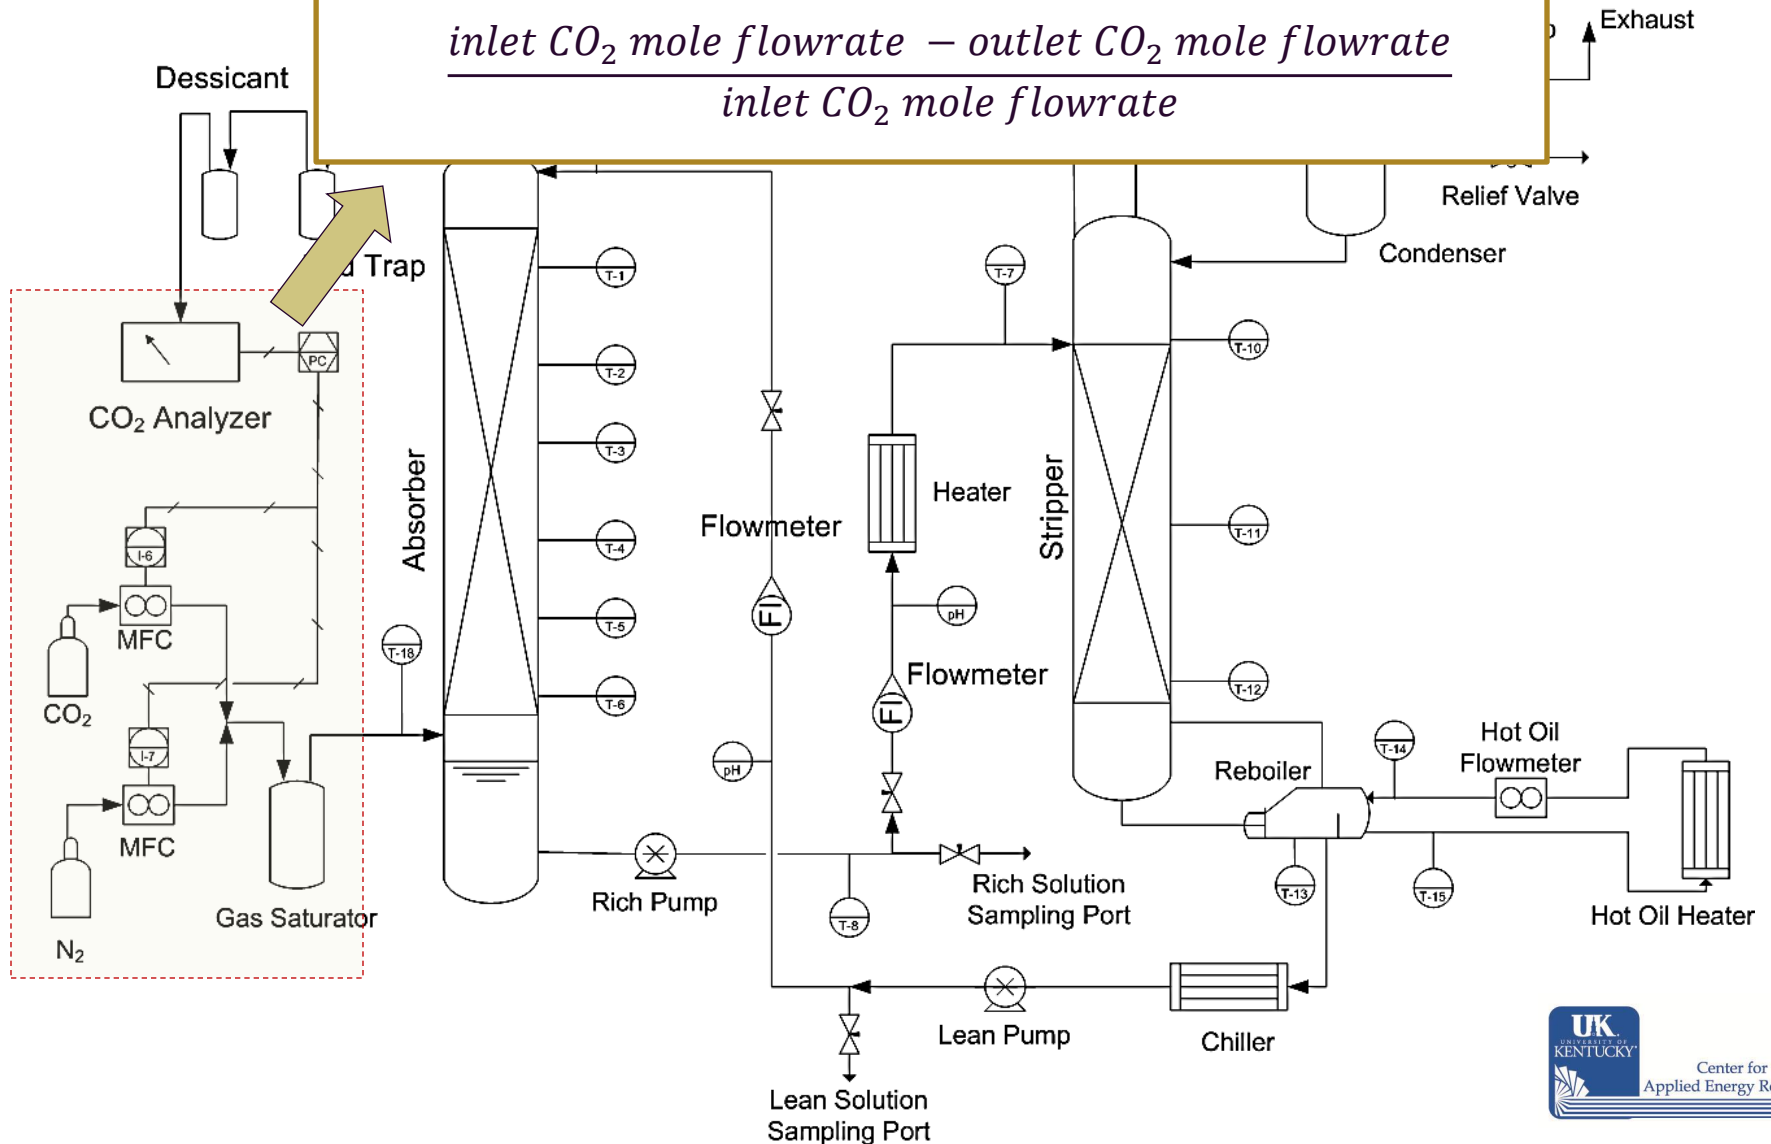 inlet CO₂ mole flowrate − outlet CO₂ mole flowrate
inlet CO₂ mole flowrate
Exhaust
Dessicant
Relief Valve
Condenser
Trap
T-1
T-7
T-10
PC
T-2
CO₂ Analyzer
T-3
Absorber
Flowmeter
Heater
Stripper
T-11
I-6
T-4
MFC
FI
pH
T-5
T-18
Flowmeter
T-12
T-6
CO₂
FI
I-7
pH
T-14
Hot Oil
Flowmeter
Reboiler
MFC
Rich Pump
Rich Solution
Sampling Port
T-13
T-15
T-8
Gas Saturator
Hot Oil Heater
N₂
Lean Pump
Chiller
Lean Solution
Sampling Port
UK
UNIVERSITY OF
KENTUCKY
Center for
Applied Energy Re